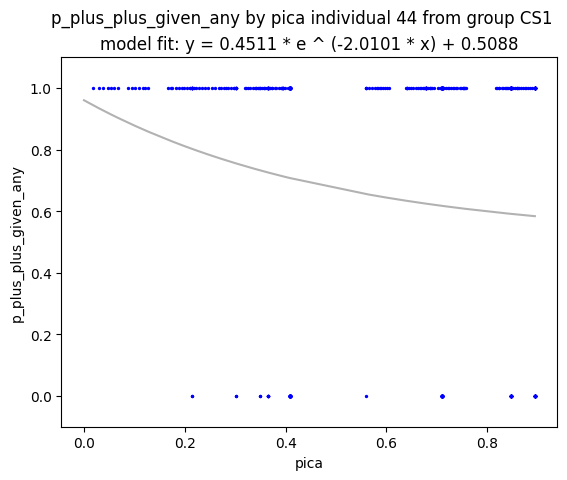 p_plus_plus_given_any by pica individual 44 from group CS1
model fit: y = 0.4511 * e ^ (-2.0101 * x) + 0.5088
1.0
0.8
0.6
0.4
0.2
0.0
p_plus_plus_given_any
0.0 0.2 0.4 0.6 0.8
pica